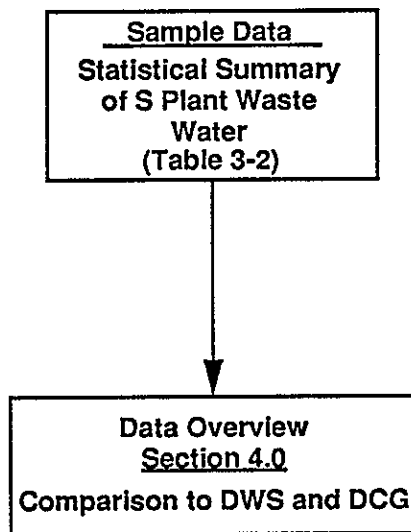 Sample Data
Statistical Summary
of S Plant Waste
Water
(Table 3-2)
Data Overview
Section 4.0
Comparison to DWS and DCG